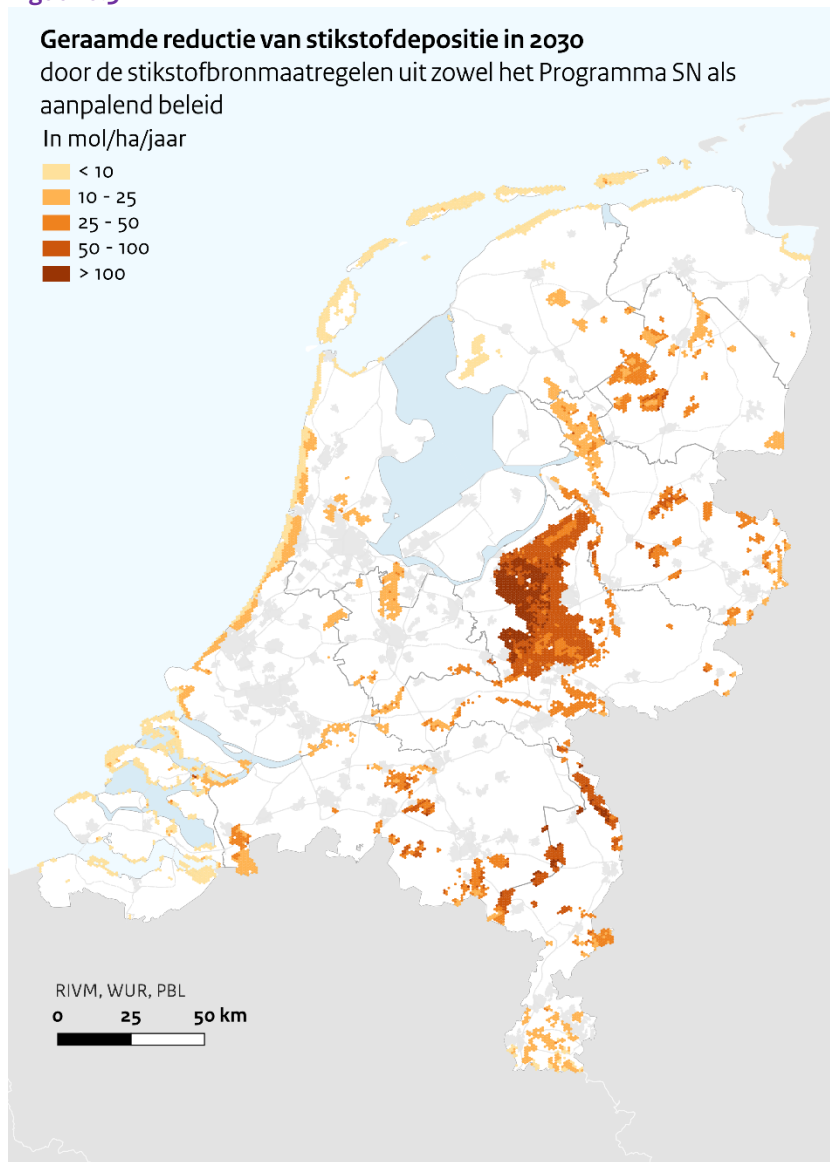 Geraamde reductie van stikstofdepositie in 2030
door de stikstofbronmaatregelen uit zowel het Programma SN als
aanpalend beleid
In mol/ha/jaar
< 10
10 - 25
25 - 50
50 - 100
> 100
RIVM, WUR, PBL
0 25 50 km